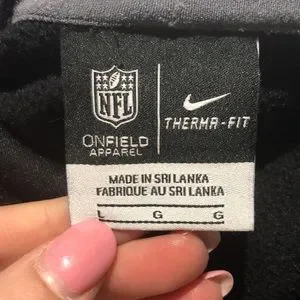 NFL
ONFIELD
APPAREL
THERMA-FIT
MADE IN SRI LANKA
FABRIQUE AU SRI LANKA
L G G